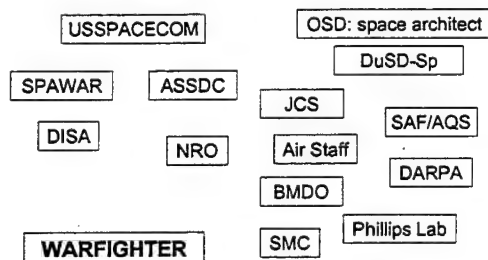 USSPACECOM
OSD: space architect
DuSD-Sp
SPAWAR
ASSDC
JCS
SAF/AQS
DISA
NRO
Air Staff
DARPA
BMDO
Phillips Lab
SMC
WARFIGHTER